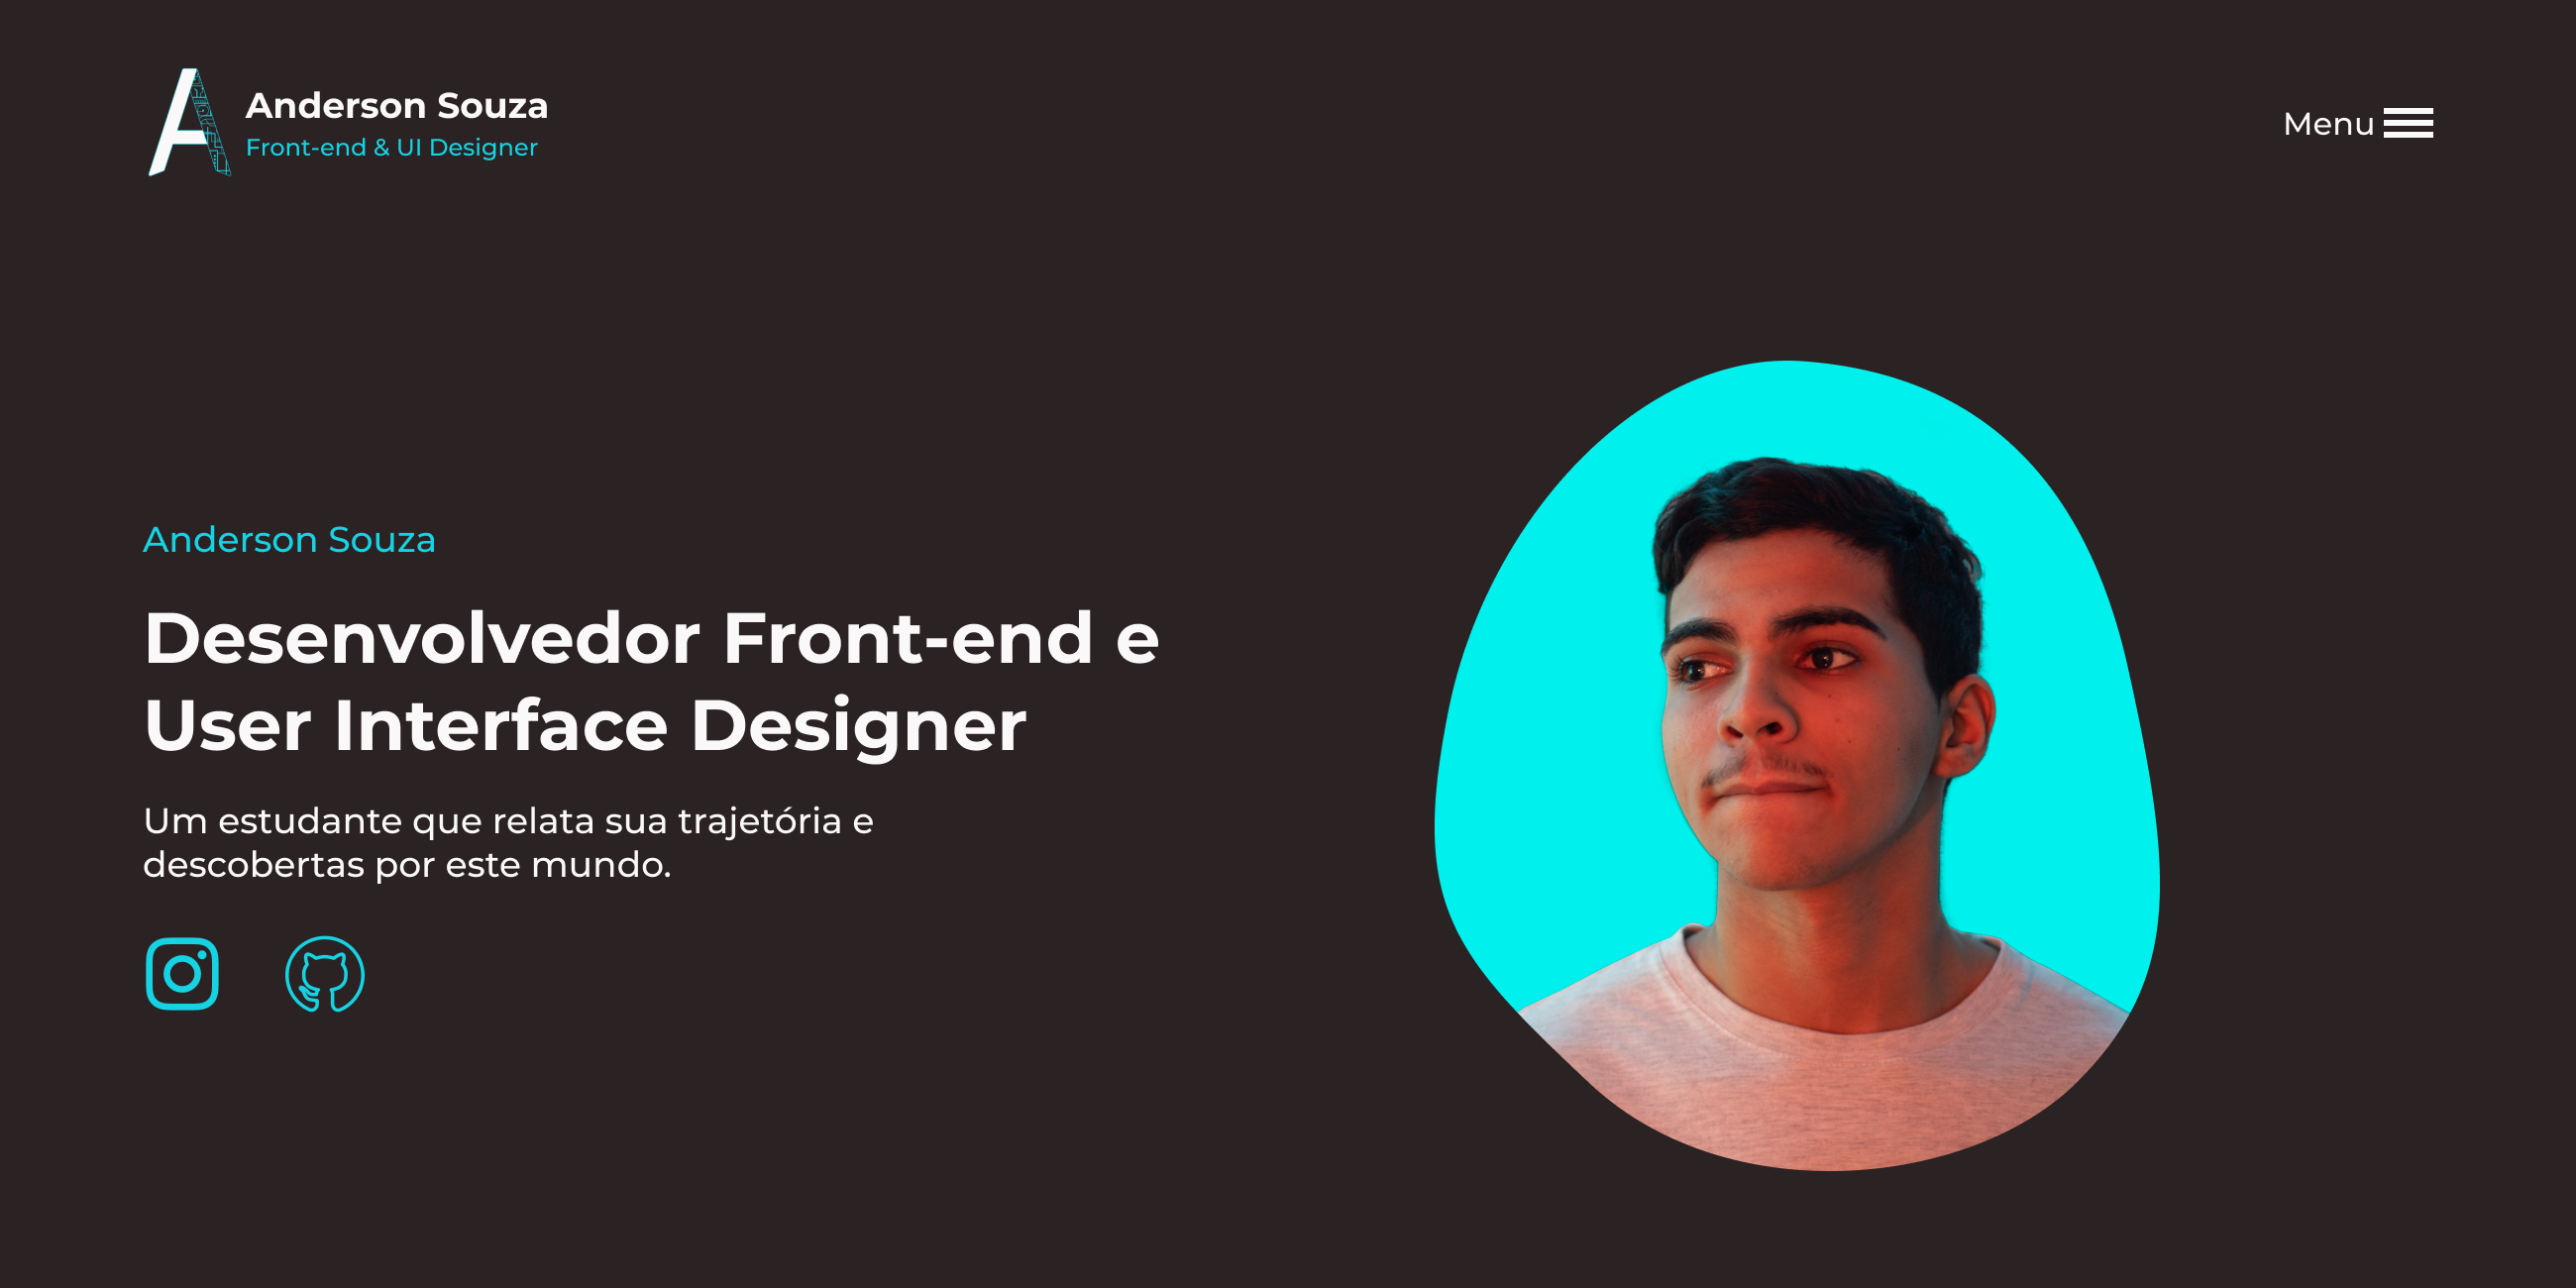 Anderson Souza
Front-end & UI Designer
Menu
Anderson Souza
Desenvolvedor Front-end e
User Interface Designer
Um estudante que relata sua trajetória e
descobertas por este mundo.